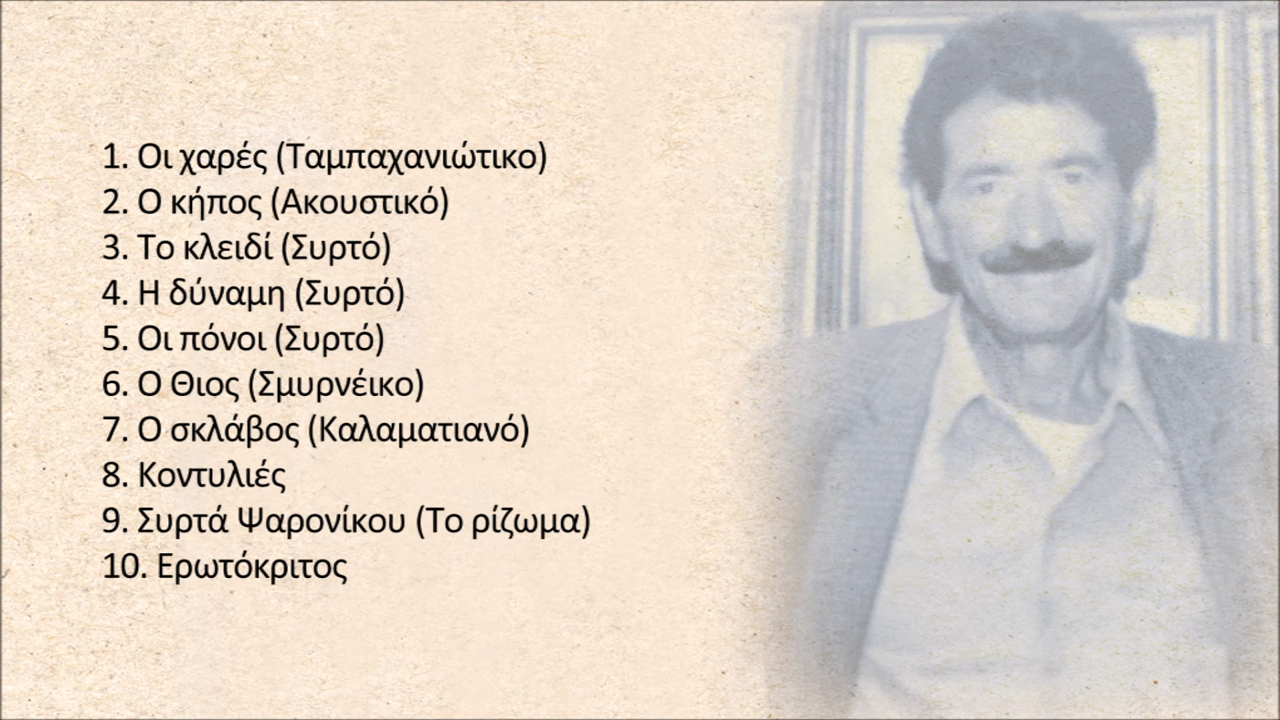 1. Οι χαρές (Ταμπαχανιώτικο)
2. Ο κήπος (Ακουστικό)
3. Το κλειδί (Συρτό)
4. Η δύναμη (Συρτό)
5. Οι πόνοι (Συρτό)
6. Ο Θιος (Σμυρνέικο)
7. Ο σκλάβος (Καλαματιανό)
8. Κοντυλιές
9. Συρτά Ψαρονίκου (Το ρίζωμα)
10. Ερωτόκριτος